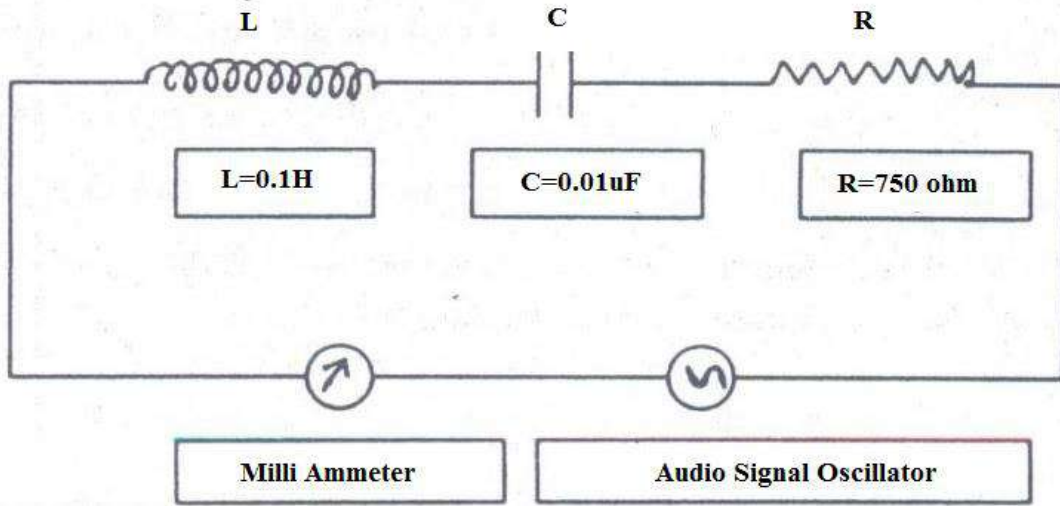 L
C
R
L=0.1H
C=0.01uF
R=750 ohm
Milli Ammeter
Audio Signal Oscillator